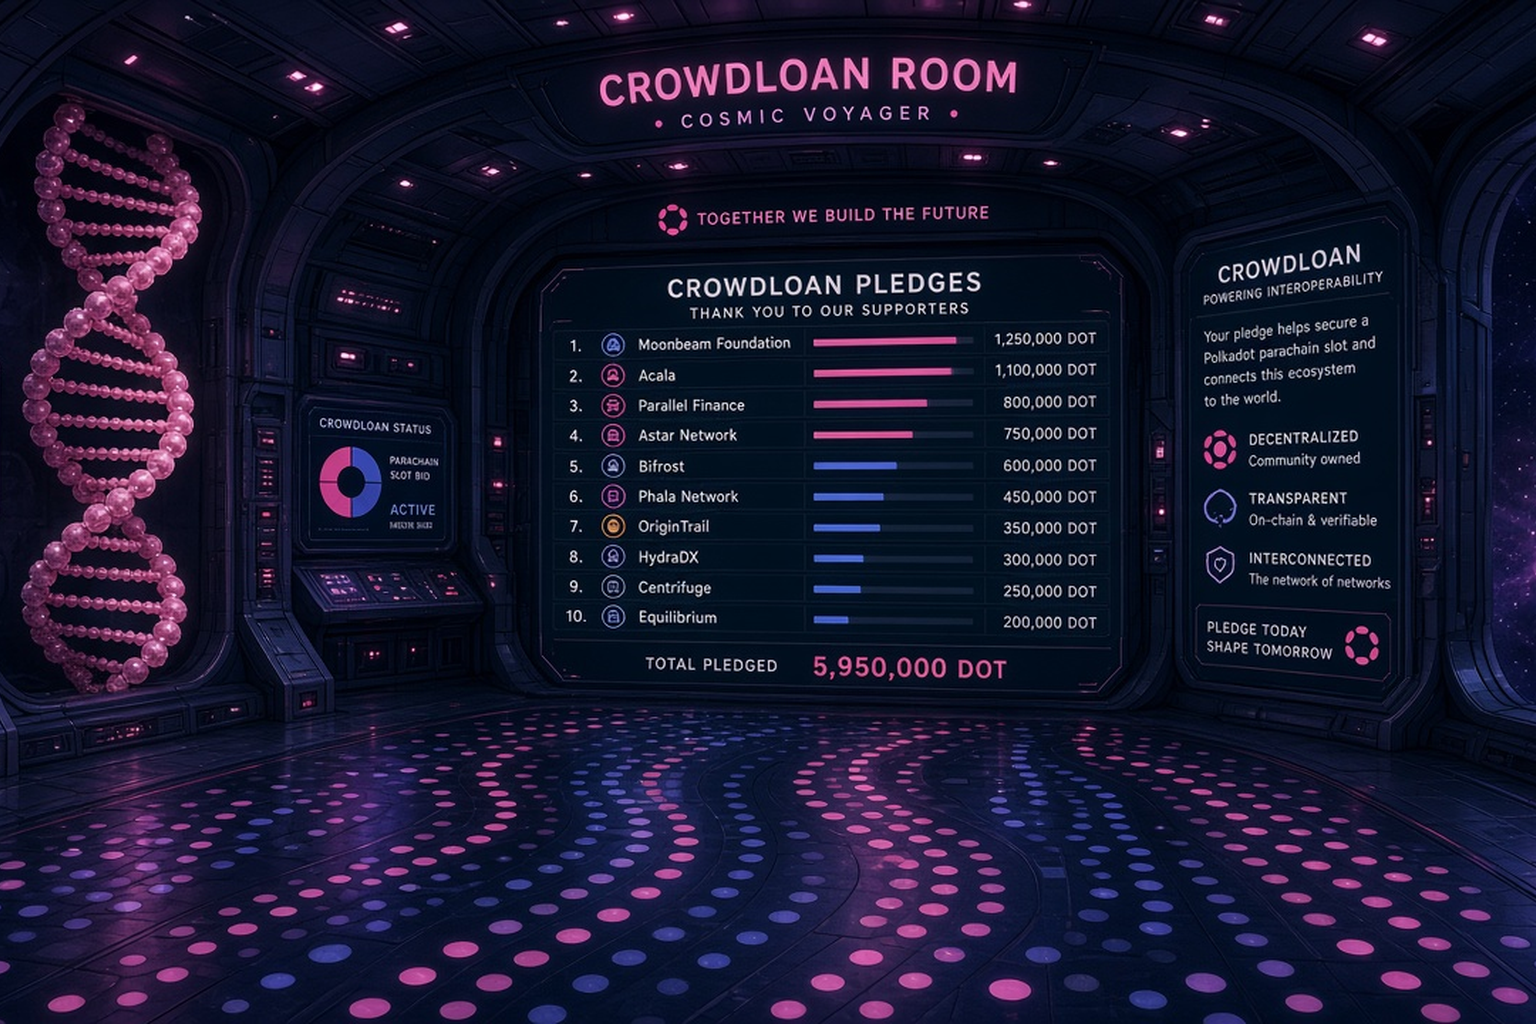 CROWDLOAN ROOM
• COSMIC VOYAGER •
TOGETHER WE BUILD THE FUTURE
CROWDLOAN PLEDGES
THANK YOU TO OUR SUPPORTERS
1. Moonbeam Foundation 1,250,000 DOT
2. Acala 1,100,000 DOT
3. Parallel Finance 800,000 DOT
4. Astar Network 750,000 DOT
5. Bifrost 600,000 DOT
6. Phala Network 450,000 DOT
7. OriginTrail 350,000 DOT
8. HydraDX 300,000 DOT
9. Centrifuge 250,000 DOT
10. Equilibrium 200,000 DOT
TOTAL PLEDGED 5,950,000 DOT
CROWDLOAN STATUS
PARACHAIN
SLOT BID
ACTIVE
CROWDLOAN
POWERING INTEROPERABILITY
Your pledge helps secure a
Polkadot parachain slot and
connects this ecosystem
to the world.
DECENTRALIZED
Community owned
TRANSPARENT
On-chain & verifiable
INTERCONNECTED
The network of networks
PLEDGE TODAY
SHAPE TOMORROW